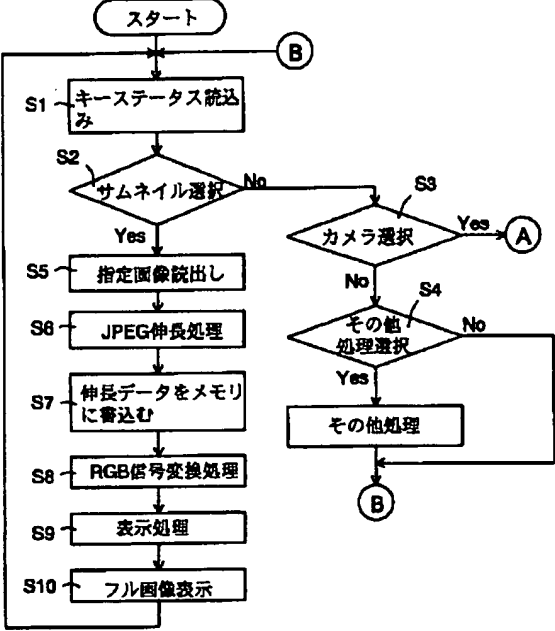 スタート
B
S1
キーステータス読込
み
S2
サムネイル選択
No
Yes
S3
カメラ選択
Yes
A
No
S4
その他
処理選択
No
Yes
その他処理
B
S5
指定画像読出し
S6
JPEG伸長処理
S7
伸長データをメモリ
に書込む
S8
RGB信号変換処理
S9
表示処理
S10
フル画像表示